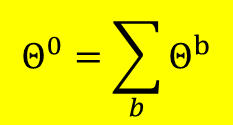 Θ⁰ = ∑_b Θᵇ